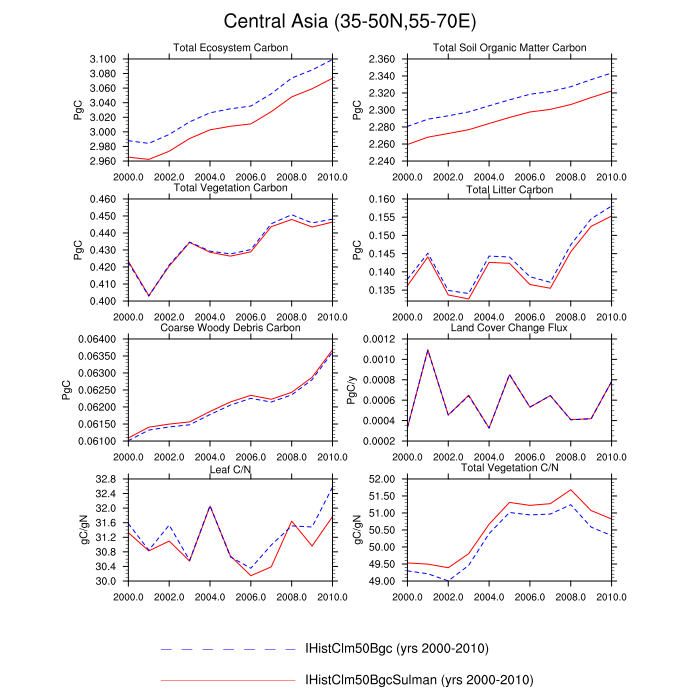 Central Asia (35-50N,55-70E)
Total Ecosystem Carbon
PgC
3.100
3.080
3.060
3.040
3.020
3.000
2.980
2.960
2000.0 2002.0 2004.0 2006.0 2008.0 2010.0
Total Soil Organic Matter Carbon
PgC
2.360
2.340
2.320
2.300
2.280
2.260
2.240
2000.0 2002.0 2004.0 2006.0 2008.0 2010.0
Total Vegetation Carbon
PgC
0.460
0.450
0.440
0.430
0.420
0.410
0.400
2000.0 2002.0 2004.0 2006.0 2008.0 2010.0
Total Litter Carbon
PgC
0.160
0.155
0.150
0.145
0.140
0.135
2000.0 2002.0 2004.0 2006.0 2008.0 2010.0
Coarse Woody Debris Carbon
PgC
0.06400
0.06350
0.06300
0.06250
0.06200
0.06150
0.06100
2000.0 2002.0 2004.0 2006.0 2008.0 2010.0
Land Cover Change Flux
PgC/y
0.0012
0.0010
0.0008
0.0006
0.0004
0.0002
2000.0 2002.0 2004.0 2006.0 2008.0 2010.0
Leaf C/N
gC/gN
32.8
32.4
32.0
31.6
31.2
30.8
30.4
30.0
2000.0 2002.0 2004.0 2006.0 2008.0 2010.0
Total Vegetation C/N
gC/gN
52.00
51.50
51.00
50.50
50.00
49.50
49.00
2000.0 2002.0 2004.0 2006.0 2008.0 2010.0
IHistClm50Bgc (yrs 2000-2010)
IHistClm50BgcSulman (yrs 2000-2010)